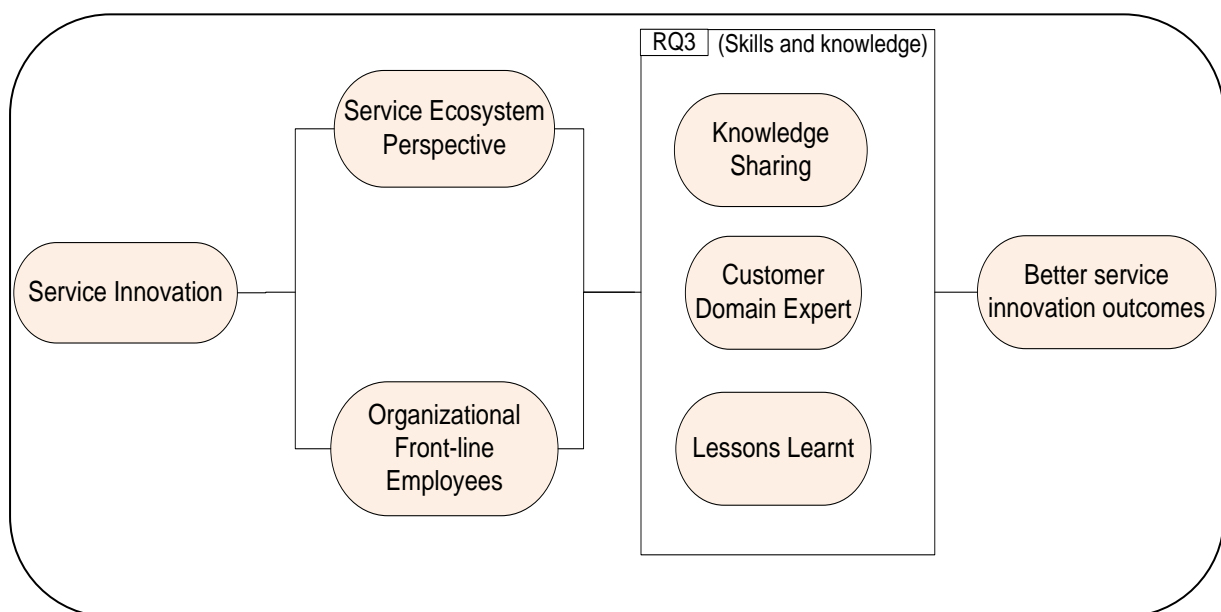 RQ3 (Skills and knowledge)
Service Ecosystem
Perspective
Knowledge
Sharing
Service Innovation
Customer
Domain Expert
Better service
innovation outcomes
Organizational
Front-line
Employees
Lessons Learnt